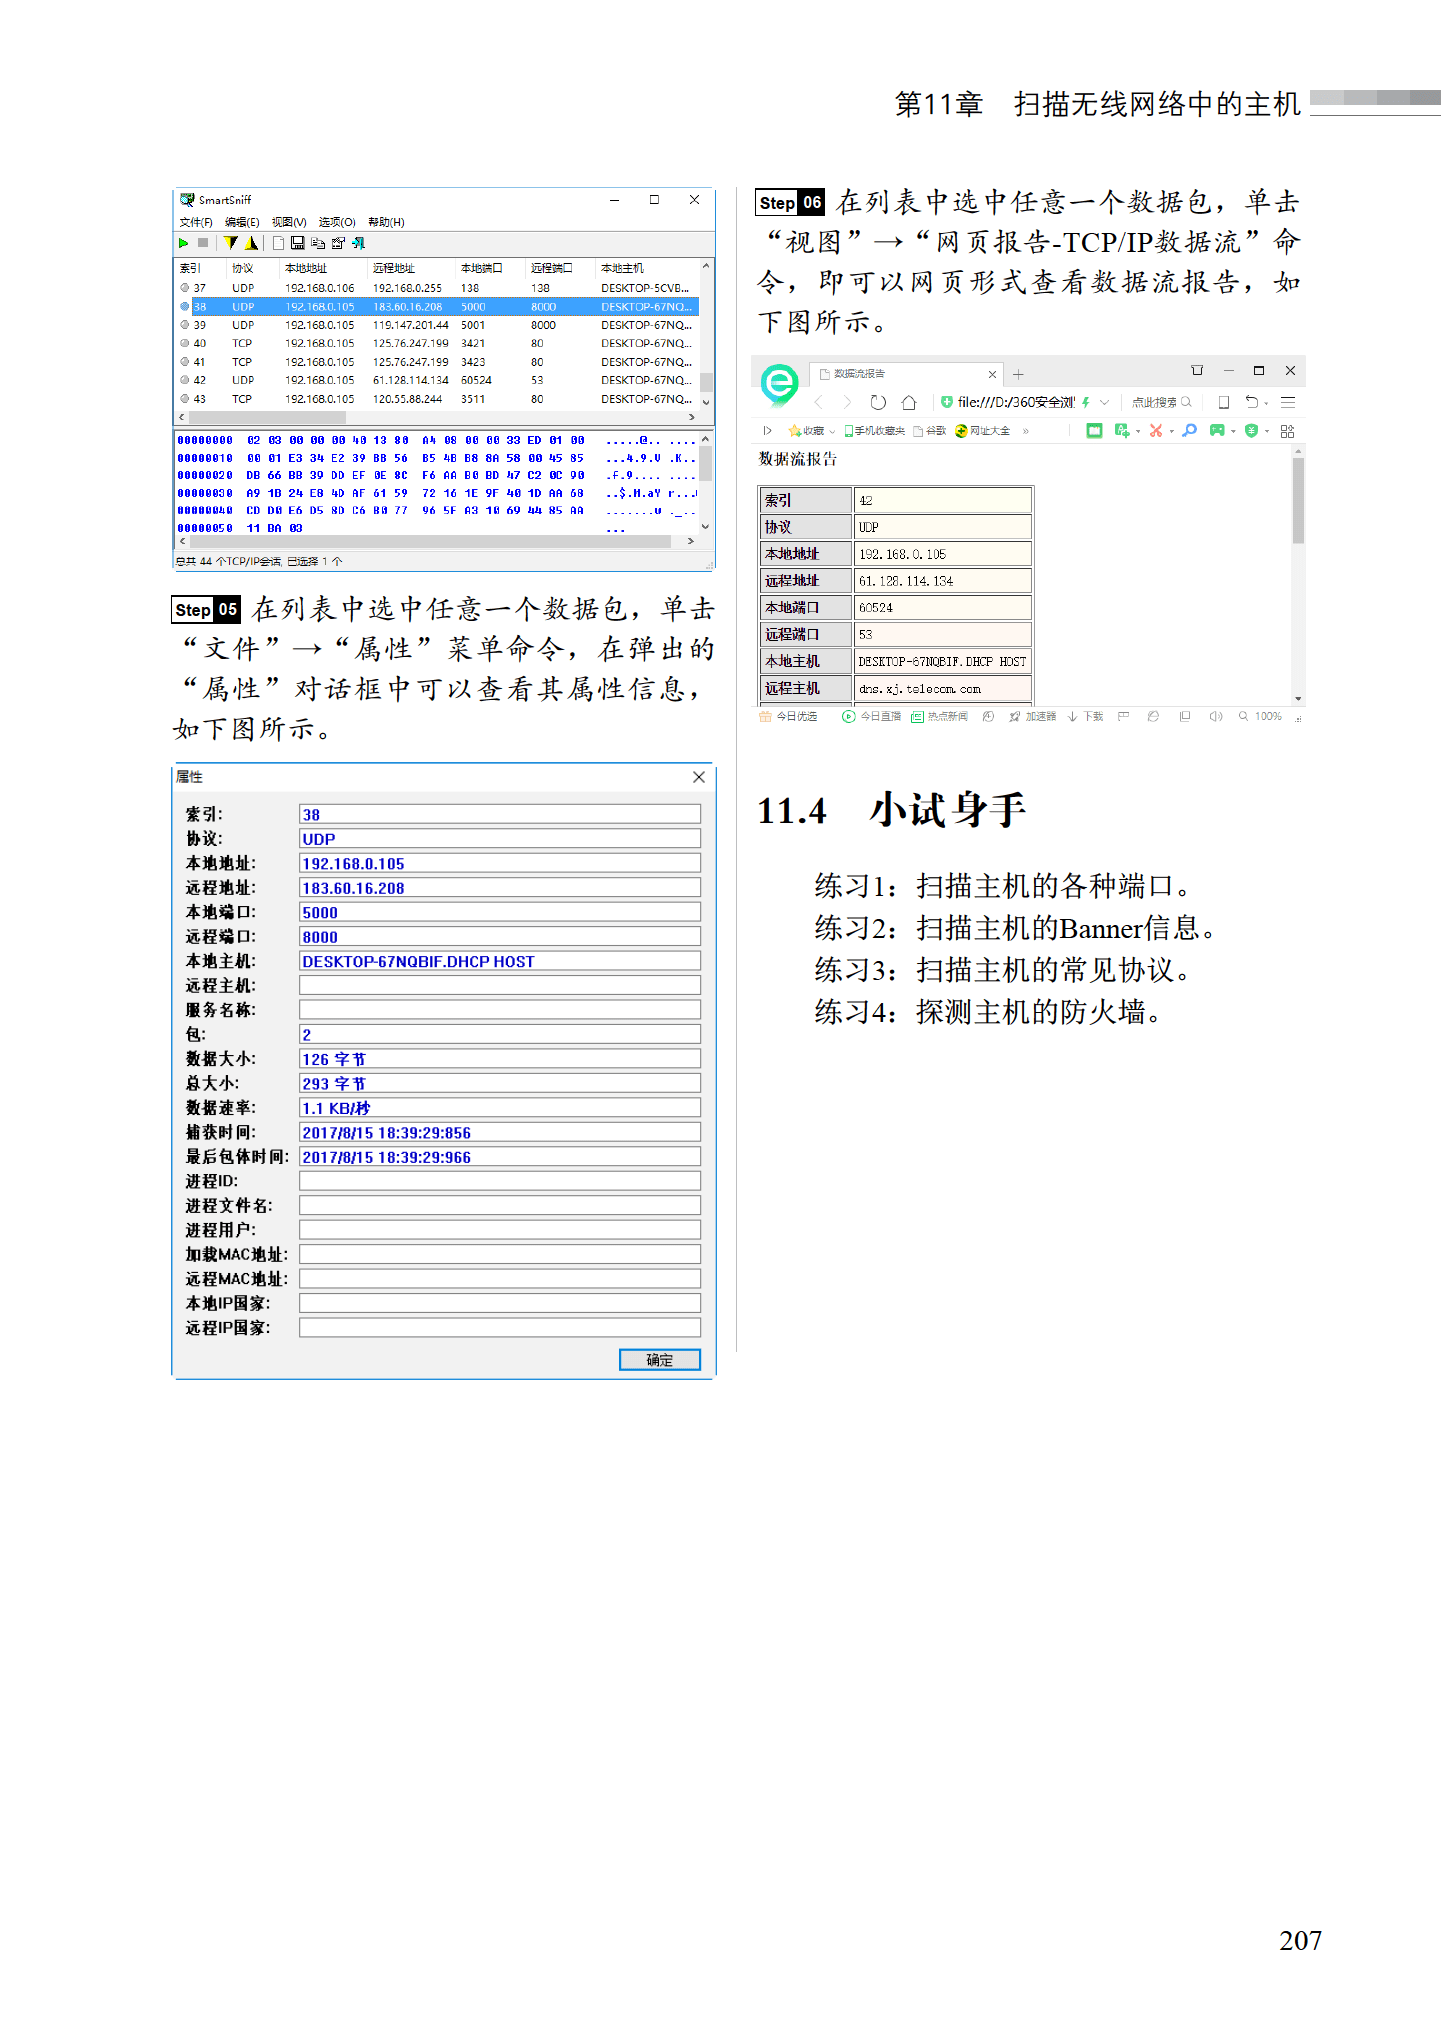 第11章 扫描无线网络中的主机
SmartSniff
文件(F) 编辑(E) 视图(V) 选项(O) 帮助(H)
索引 协议 本地地址 远程地址 本地端口 远程端口 本地主机
37 UDP 192.168.0.106 192.168.0.255 138 138 DESKTOP-5CVB...
38 UDP 192.168.0.105 183.60.16.208 5000 8000 DESKTOP-67NQ...
39 UDP 192.168.0.105 119.147.201.44 5001 8000 DESKTOP-67NQ...
40 TCP 192.168.0.105 125.76.247.199 3421 80 DESKTOP-67NQ...
41 TCP 192.168.0.105 125.76.247.199 3423 80 DESKTOP-67NQ...
42 UDP 192.168.0.105 61.128.114.134 60524 53 DESKTOP-67NQ...
43 TCP 192.168.0.105 120.55.88.244 3511 80 DESKTOP-67NQ...
00000000 02 03 00 00 00 40 13 80 A4 08 00 00 33 ED 01 00 .....@.. ....
00000010 00 01 E3 34 E2 39 BB 56 B5 4B B8 8A 58 00 45 85 ...4.9.V .K..
00000020 DB 66 BB 39 DD EF 0E 8C F6 AA B0 BD 47 C2 0C 90 .f.9.... ....
00000030 A9 1B 24 E8 4D AF 61 59 72 16 1E 9F 40 1D AA 68 ..$.M.aY r...
00000040 CD D0 E6 D5 8D C6 B0 77 96 5F A3 10 69 44 85 AA .......w ._..
00000050 11 BA 03 ...
总共 44 个TCP/IP会话, 已选择 1 个
Step 05 在列表中选中任意一个数据包，单击
“文件”→“属性”菜单命令，在弹出的
“属性”对话框中可以查看其属性信息，
如下图所示。
属性
索引: 38
协议: UDP
本地地址: 192.168.0.105
远程地址: 183.60.16.208
本地端口: 5000
远程端口: 8000
本地主机: DESKTOP-67NQBIF.DHCP HOST
远程主机:
服务名称:
包: 2
数据大小: 126 字节
总大小: 293 字节
数据速率: 1.1 KB/秒
捕获时间: 2017/8/15 18:39:29:856
最后包体时间: 2017/8/15 18:39:29:966
进程ID:
进程文件名:
进程用户:
加载MAC地址:
远程MAC地址:
本地IP国家:
远程IP国家:
确定
Step 06 在列表中选中任意一个数据包，单击
“视图”→“网页报告-TCP/IP数据流”命
令，即可以网页形式查看数据流报告，如
下图所示。
数据流报告
file:///D:/360安全浏 点此搜索
收藏 手机收藏夹 谷歌 网址大全 »
数据流报告
索引 42
协议 UDP
本地地址 192.168.0.105
远程地址 61.128.114.134
本地端口 60524
远程端口 53
本地主机 DESKTOP-67NQBIF.DHCP HOST
远程主机 dns.xj.telecom.com
今日优选 今日直播 热点新闻 加速器 下载 100%
11.4 小试身手
练习1：扫描主机的各种端口。
练习2：扫描主机的Banner信息。
练习3：扫描主机的常见协议。
练习4：探测主机的防火墙。
207